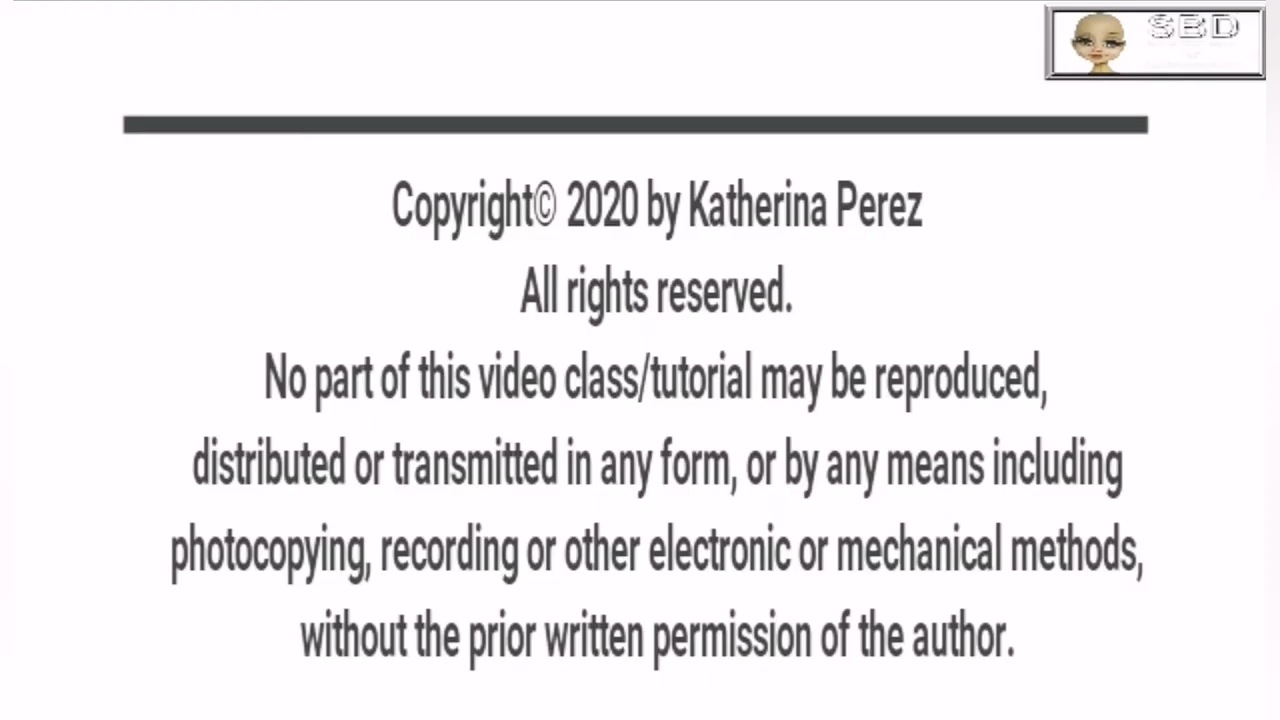 SBD
Copyright© 2020 by Katherina Perez
All rights reserved.
No part of this video class/tutorial may be reproduced,
distributed or transmitted in any form, or by any means including
photocopying, recording or other electronic or mechanical methods,
without the prior written permission of the author.